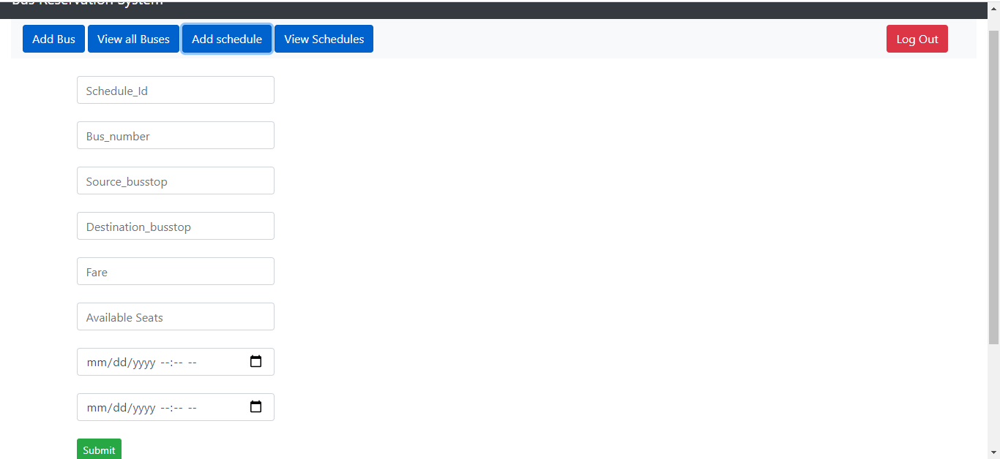 Bus Reservation System
Add Bus View all Buses Add schedule View Schedules Log Out
Schedule_Id
Bus_number
Source_busstop
Destination_busstop
Fare
Available Seats
mm/dd/yyyy --:-- --
mm/dd/yyyy --:-- --
Submit